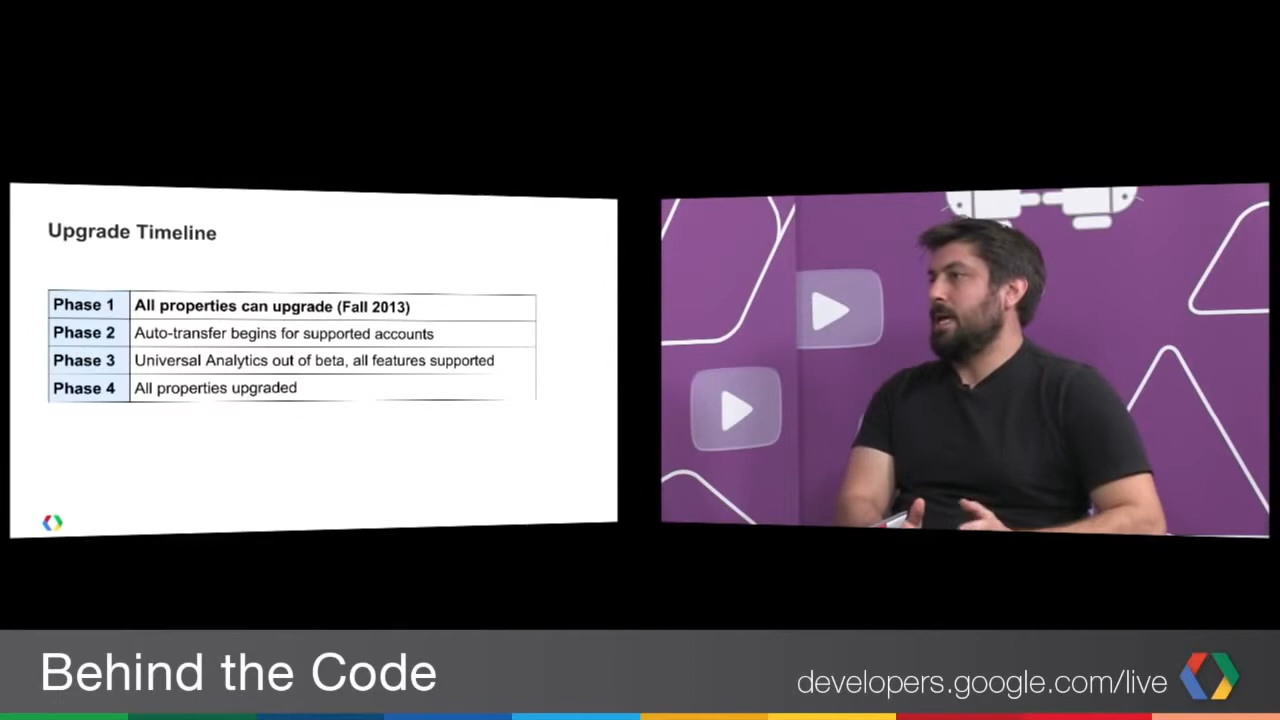 Upgrade Timeline
Phase 1 All properties can upgrade (Fall 2013)
Phase 2 Auto-transfer begins for supported accounts
Phase 3 Universal Analytics out of beta, all features supported
Phase 4 All properties upgraded
Behind the Code
developers.google.com/live